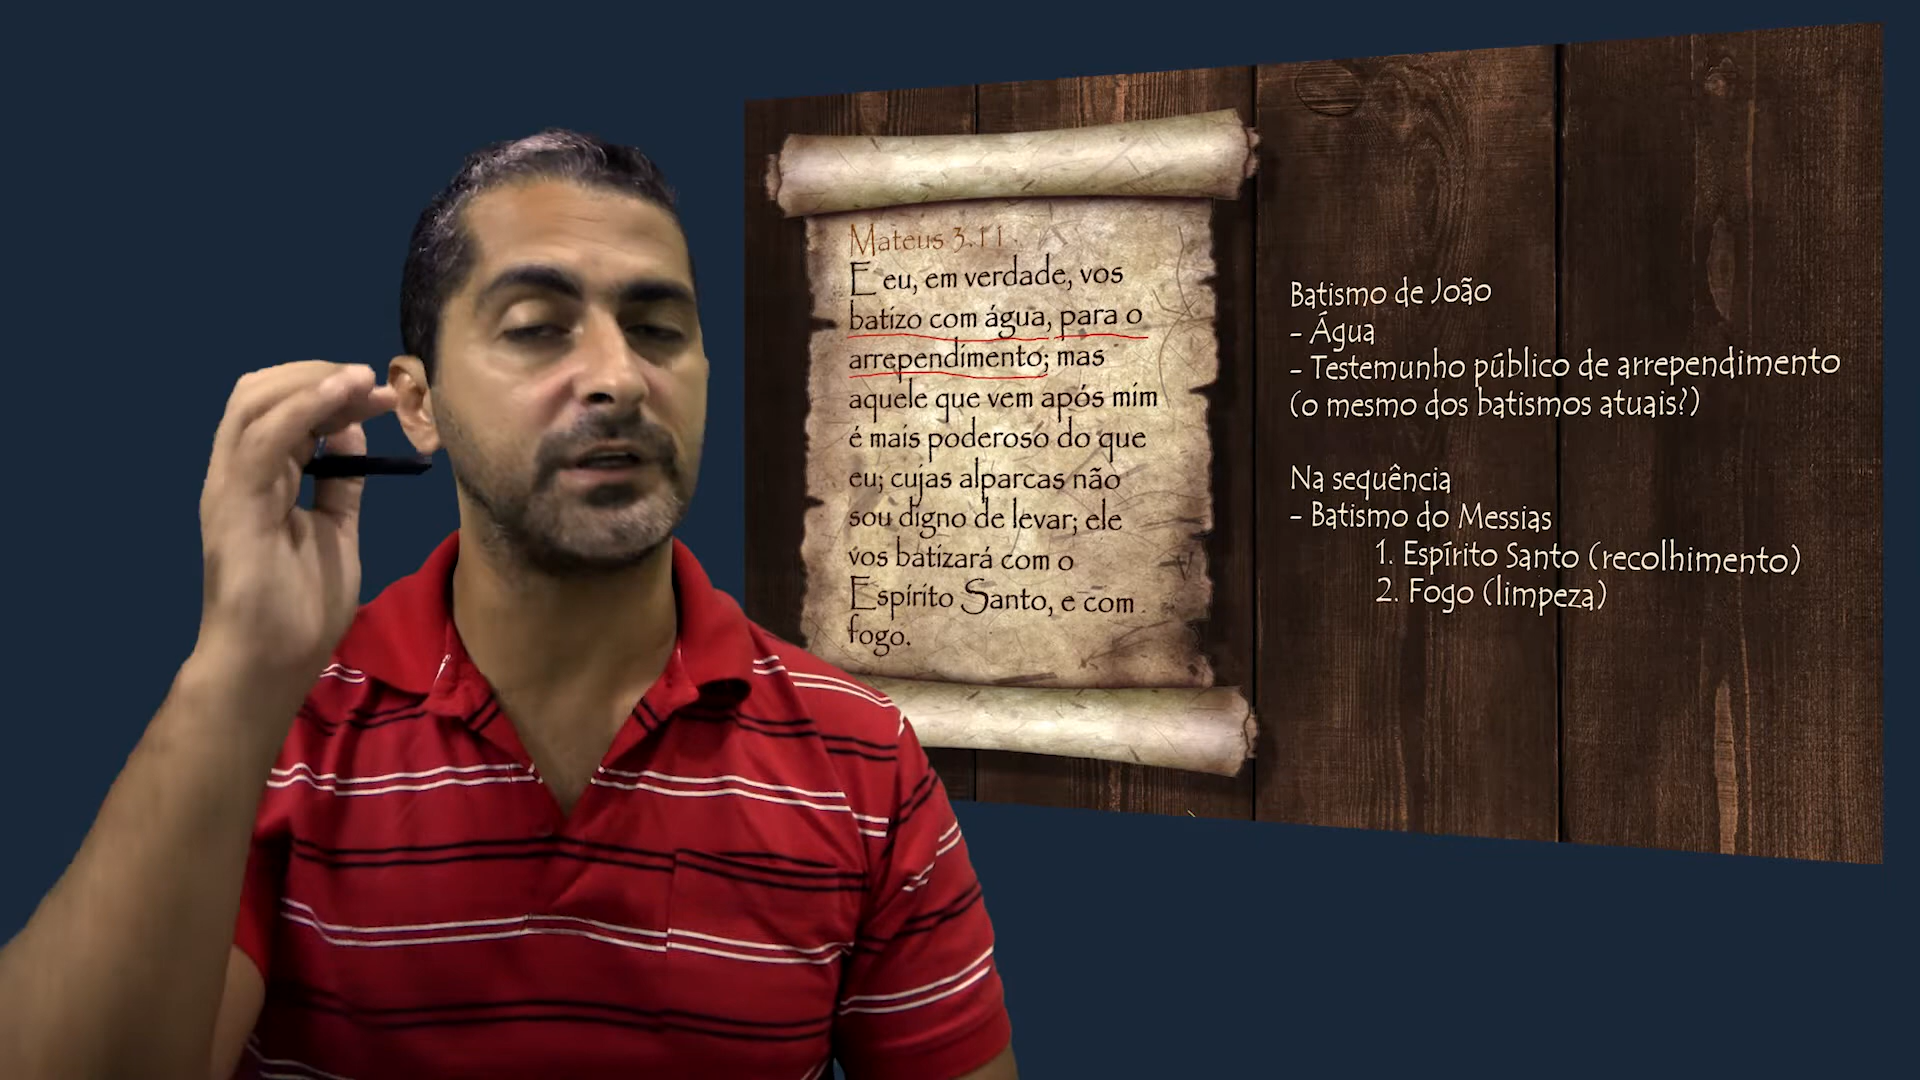 Mateus 3.11.
E eu, em verdade, vos
batizo com água, para o
arrependimento; mas
aquele que vem após mim
é mais poderoso do que
eu; cujas alparcas não
sou digno de levar; ele
vos batizará com o
Espírito Santo, e com
fogo.
Batismo de João
- Água
- Testemunho público de arrependimento
(o mesmo dos batismos atuais?)
Na sequência
- Batismo do Messias
1. Espírito Santo (recolhimento)
2. Fogo (limpeza)